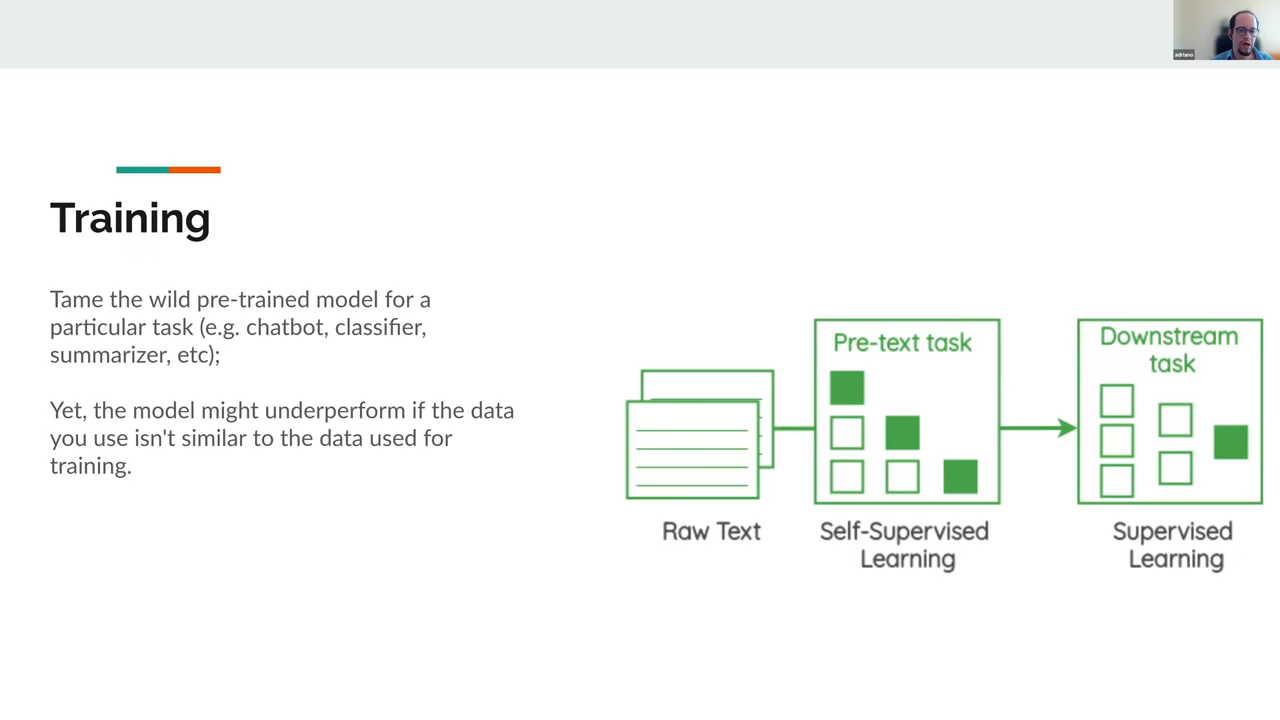 adriano
Training
Tame the wild pre-trained model for a
particular task (e.g. chatbot, classifier,
summarizer, etc);
Yet, the model might underperform if the data
you use isn't similar to the data used for
training.
Pre-text task
Downstream
task
Raw Text
Self-Supervised
Learning
Supervised
Learning